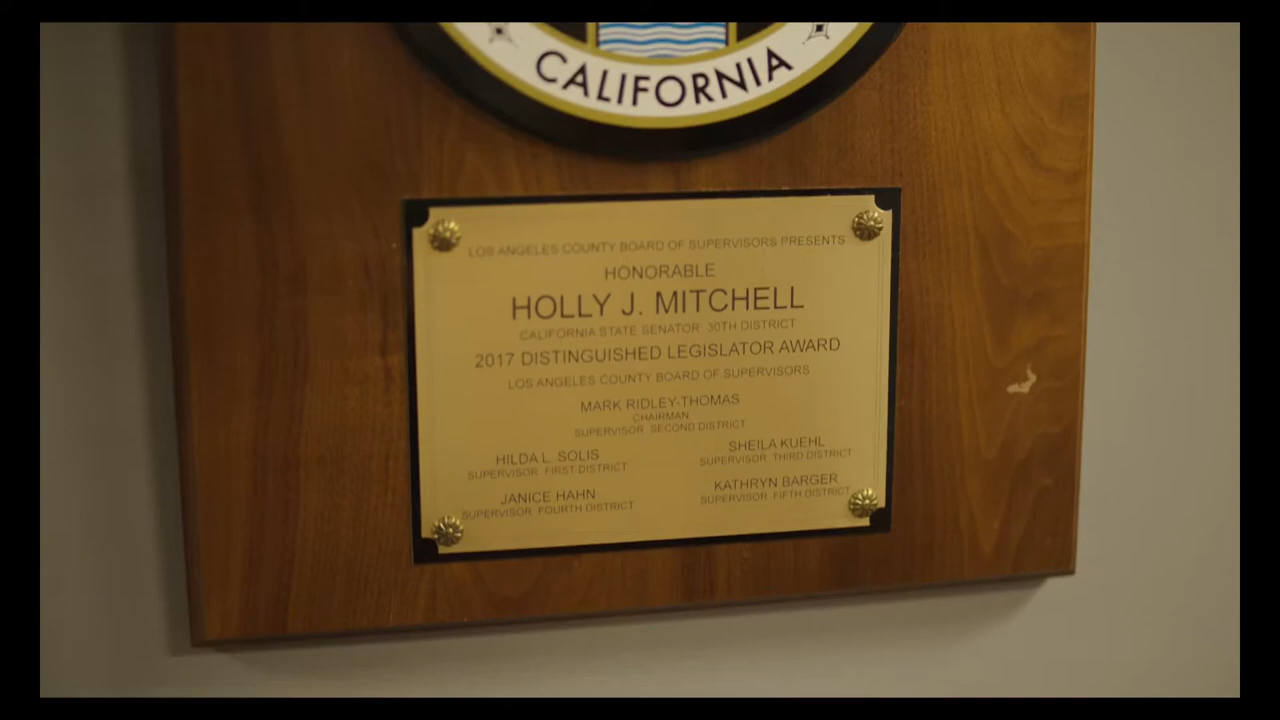 CALIFORNIA
LOS ANGELES COUNTY BOARD OF SUPERVISORS PRESENTS
HONORABLE
HOLLY J. MITCHELL
CALIFORNIA STATE SENATOR 30TH DISTRICT
2017 DISTINGUISHED LEGISLATOR AWARD
LOS ANGELES COUNTY BOARD OF SUPERVISORS
MARK RIDLEY-THOMAS
CHAIRMAN
SUPERVISOR SECOND DISTRICT
HILDA L. SOLIS
SUPERVISOR FIRST DISTRICT
SHEILA KUEHL
SUPERVISOR THIRD DISTRICT
JANICE HAHN
SUPERVISOR FOURTH DISTRICT
KATHRYN BARGER
SUPERVISOR FIFTH DISTRICT